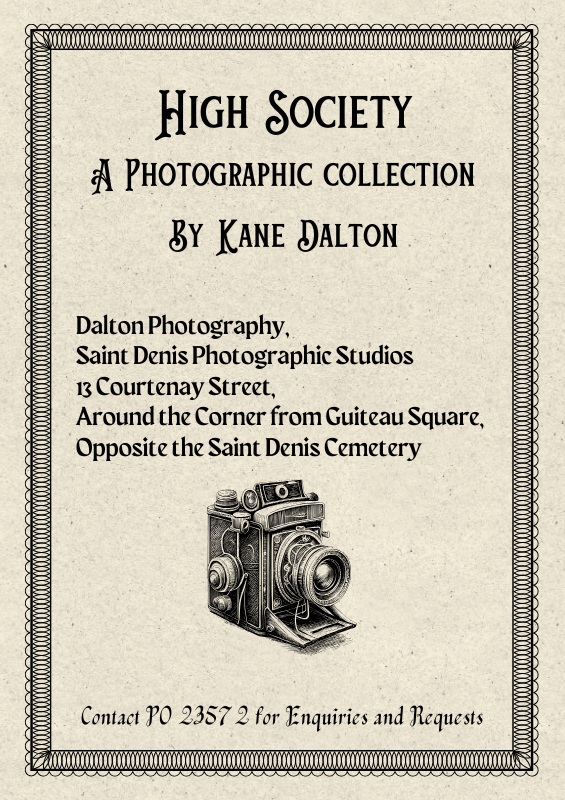 High Society
A Photographic collection
By Kane Dalton
Dalton Photography,
Saint Denis Photographic Studios
13 Courtenay Street,
Around the Corner from Guiteau Square,
Opposite the Saint Denis Cemetery
Contact PO 2357 2 for Enquiries and Requests